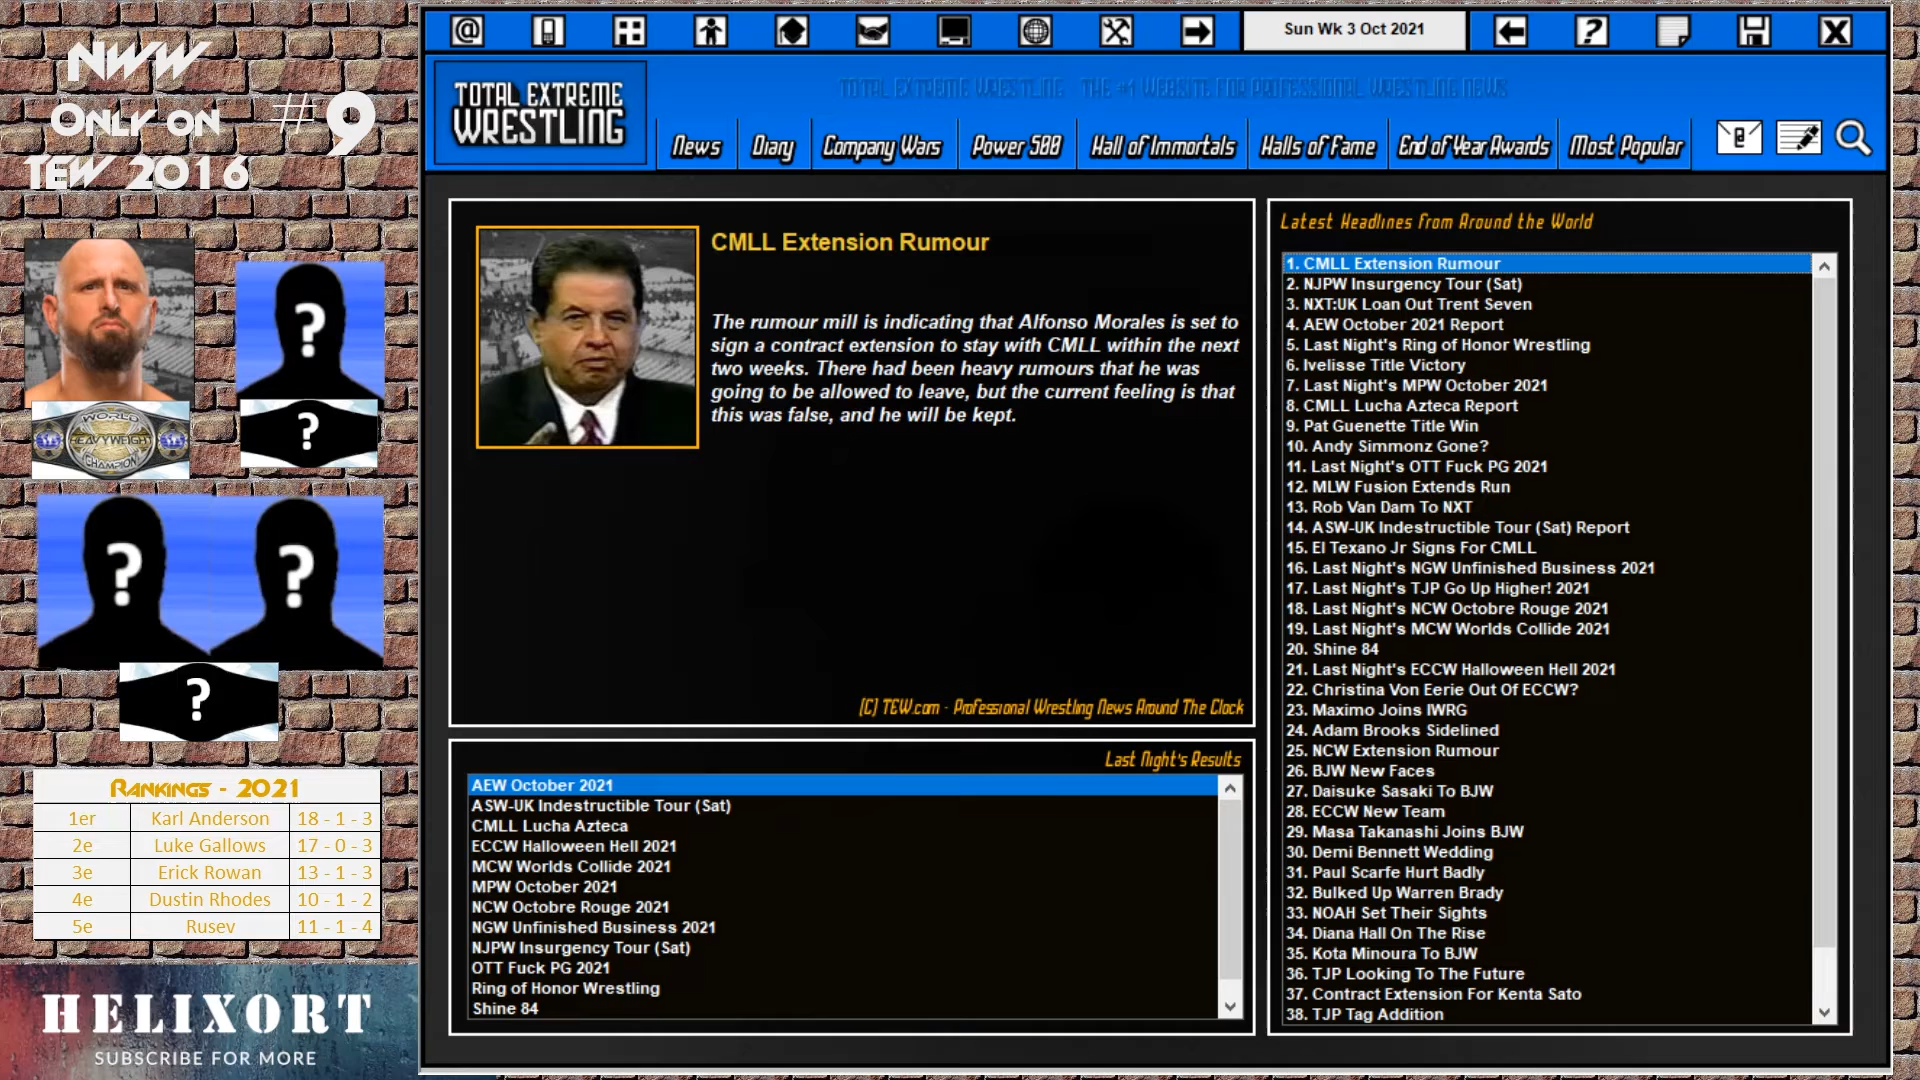 NWW
Only on
TEW 2016
#9
WORLD
HEAVYWEIGHT
CHAMPION
?
?
?
?
?
Rankings - 2021
1er Karl Anderson 18 - 1 - 3
2e Luke Gallows 17 - 0 - 3
3e Erick Rowan 13 - 1 - 3
4e Dustin Rhodes 10 - 1 - 2
5e Rusev 11 - 1 - 4
HELIXORT
SUBSCRIBE FOR MORE
Sun Wk 3 Oct 2021
TOTAL EXTREME
WRESTLING
TOTAL EXTREME WRESTLING THE #1 WEBSITE FOR PROFESSIONAL WRESTLING NEWS
News
Diary
Company Wars
Power 500
Hall of Immortals
Halls of Fame
End of Year Awards
Most Popular
CMLL Extension Rumour
The rumour mill is indicating that Alfonso Morales is set to
sign a contract extension to stay with CMLL within the next
two weeks. There had been heavy rumours that he was
going to be allowed to leave, but the current feeling is that
this was false, and he will be kept.
(C) TEW.com - Professional Wrestling News Around The Clock
Last Night's Results
AEW October 2021
ASW-UK Indestructible Tour (Sat)
CMLL Lucha Azteca
ECCW Halloween Hell 2021
MCW Worlds Collide 2021
MPW October 2021
NCW Octobre Rouge 2021
NGW Unfinished Business 2021
NJPW Insurgency Tour (Sat)
OTT Fuck PG 2021
Ring of Honor Wrestling
Shine 84
Latest Headlines From Around the World
1. CMLL Extension Rumour
2. NJPW Insurgency Tour (Sat)
3. NXT:UK Loan Out Trent Seven
4. AEW October 2021 Report
5. Last Night's Ring of Honor Wrestling
6. Ivelisse Title Victory
7. Last Night's MPW October 2021
8. CMLL Lucha Azteca Report
9. Pat Guenette Title Win
10. Andy Simmonz Gone?
11. Last Night's OTT Fuck PG 2021
12. MLW Fusion Extends Run
13. Rob Van Dam To NXT
14. ASW-UK Indestructible Tour (Sat) Report
15. El Texano Jr Signs For CMLL
16. Last Night's NGW Unfinished Business 2021
17. Last Night's TJP Go Up Higher! 2021
18. Last Night's NCW Octobre Rouge 2021
19. Last Night's MCW Worlds Collide 2021
20. Shine 84
21. Last Night's ECCW Halloween Hell 2021
22. Christina Von Eerie Out Of ECCW?
23. Maximo Joins IWRG
24. Adam Brooks Sidelined
25. NCW Extension Rumour
26. BJW New Faces
27. Daisuke Sasaki To BJW
28. ECCW New Team
29. Masa Takanashi Joins BJW
30. Demi Bennett Wedding
31. Paul Scarfe Hurt Badly
32. Bulked Up Warren Brady
33. NOAH Set Their Sights
34. Diana Hall On The Rise
35. Kota Minoura To BJW
36. TJP Looking To The Future
37. Contract Extension For Kenta Sato
38. TJP Tag Addition